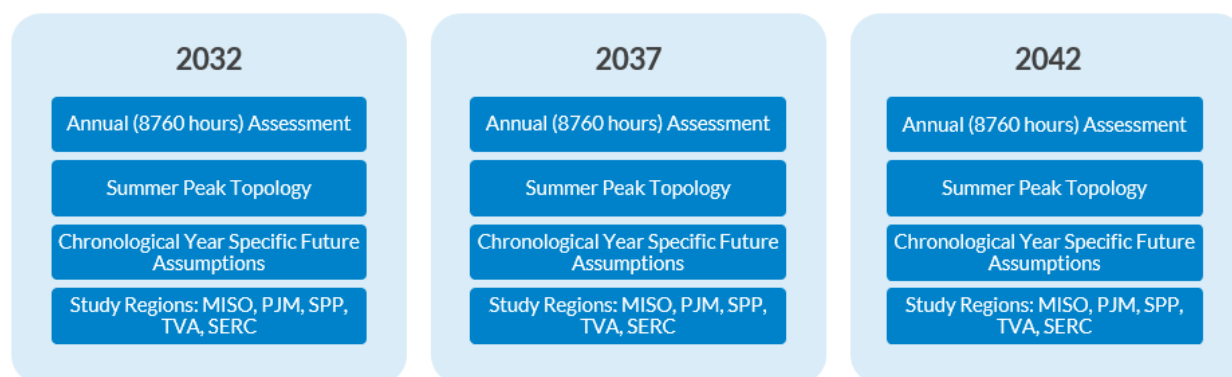 2032
Annual (8760 hours) Assessment
Summer Peak Topology
Chronological Year Specific Future
Assumptions
Study Regions: MISO, PJM, SPP,
TVA, SERC
2037
Annual (8760 hours) Assessment
Summer Peak Topology
Chronological Year Specific Future
Assumptions
Study Regions: MISO, PJM, SPP,
TVA, SERC
2042
Annual (8760 hours) Assessment
Summer Peak Topology
Chronological Year Specific Future
Assumptions
Study Regions: MISO, PJM, SPP,
TVA, SERC